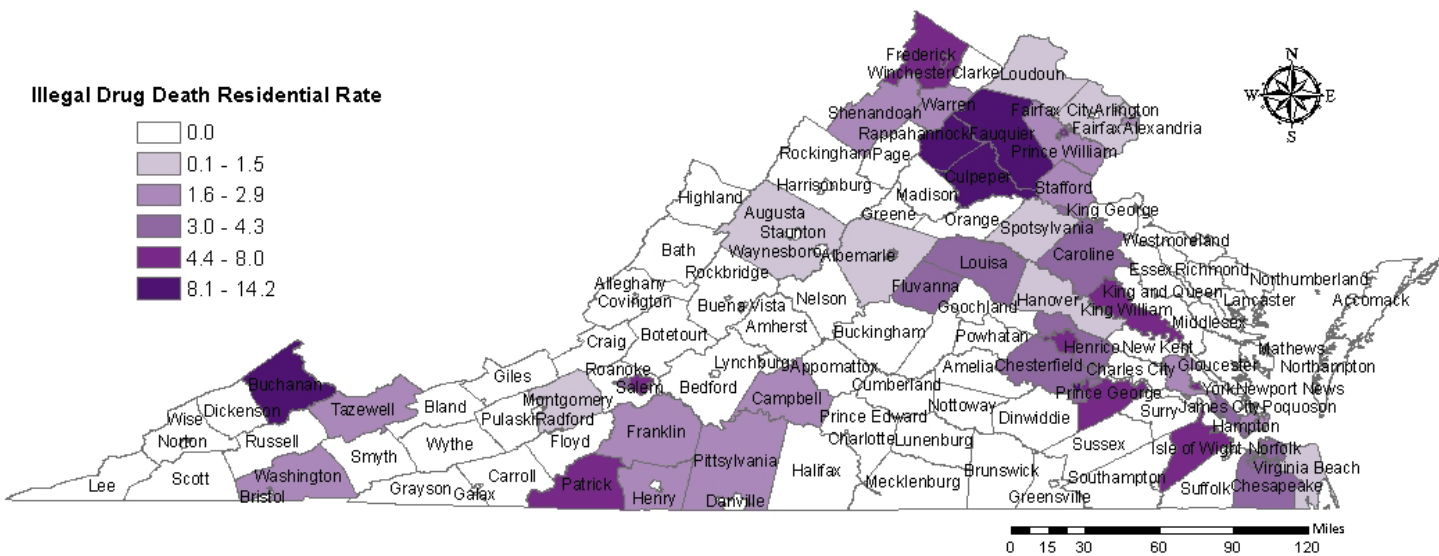 Illegal Drug Death Residential Rate
0.0
0.1 - 1.5
1.6 - 2.9
3.0 - 4.3
4.4 - 8.0
8.1 - 14.2
N
W
E
S
Frederick
Winchester
Clarke
Loudoun
Shenandoah
Warren
Fairfax City
Arlington
Rappahannock
Fauquier
Fairfax
Alexandria
Rockingham
Page
Prince William
Culpeper
Harrisonburg
Madison
Stafford
Highland
Augusta
Greene
Orange
King George
Staunton
Spotsylvania
Westmoreland
Bath
Waynesboro
Albemarle
Louisa
Caroline
Essex
Richmond
Northumberland
Rockbridge
Alleghany
Fluvanna
King and Queen
Lancaster
Accomack
Covington
Buena Vista
Nelson
Goochland
Hanover
King William
Middlesex
Craig
Botetourt
Amherst
Buckingham
Powhatan
Henrico
New Kent
Mathews
Giles
Roanoke
Lynchburg
Appomattox
Amelia
Chesterfield
Charles City
Gloucester
Northampton
Buchanan
Salem
Bedford
Cumberland
Prince George
York
Newport News
Dickenson
Tazewell
Bland
Pulaski
Montgomery
Radford
Campbell
Nottoway
Dinwiddie
Surry
James City
Poquoson
Wise
Norton
Russell
Wythe
Floyd
Franklin
Prince Edward
Charlotte
Lunenburg
Sussex
Hampton
Isle of Wight
Norfolk
Lee
Scott
Washington
Smyth
Carroll
Pittsylvania
Halifax
Mecklenburg
Brunswick
Southampton
Virginia Beach
Bristol
Grayson
Galax
Patrick
Henry
Danville
Greensville
Suffolk
Chesapeake
Miles
0 15 30 60 90 120